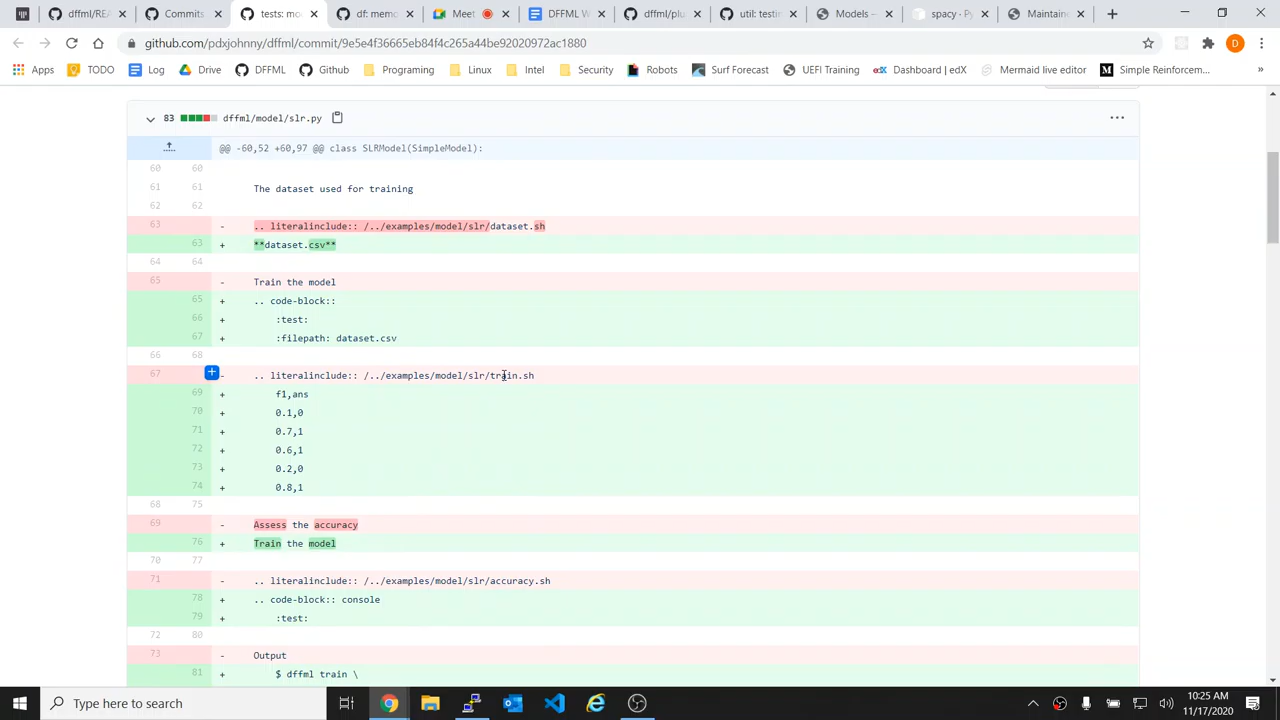 dffml/REA
Commits
tests: mo
df: memo
Meet
DFFML W
dffml/plu
util: testin
Models –
spacy · Py
Maintaine
github.com/pdxjohnny/dffml/commit/9e5e4f36665eb84f4c265a44be92020972ac1880
D
Apps
TODO
Log
Drive
DFFML
Github
Programing
Linux
Intel
Security
Robots
Surf Forecast
UEFI Training
edX Dashboard | edX
Mermaid live editor
M Simple Reinforcem...
»
83 dffml/model/slr.py
@@ -60,52 +60,97 @@ class SLRModel(SimpleModel):
60 60
61 61 The dataset used for training
62 62
63 - .. literalinclude:: /../examples/model/slr/dataset.sh
63 + **dataset.csv**
64 64
65 - Train the model
65 + .. code-block::
66 + :test:
67 + :filepath: dataset.csv
66 68
67 - .. literalinclude:: /../examples/model/slr/train.sh
69 + f1,ans
70 + 0.1,0
71 + 0.7,1
72 + 0.6,1
73 + 0.2,0
74 + 0.8,1
68 75
69 - Assess the accuracy
76 + Train the model
70 77
71 - .. literalinclude:: /../examples/model/slr/accuracy.sh
78 + .. code-block:: console
79 + :test:
72 80
73 - Output
81 + $ dffml train \
Type here to search
10:25 AM
11/17/2020